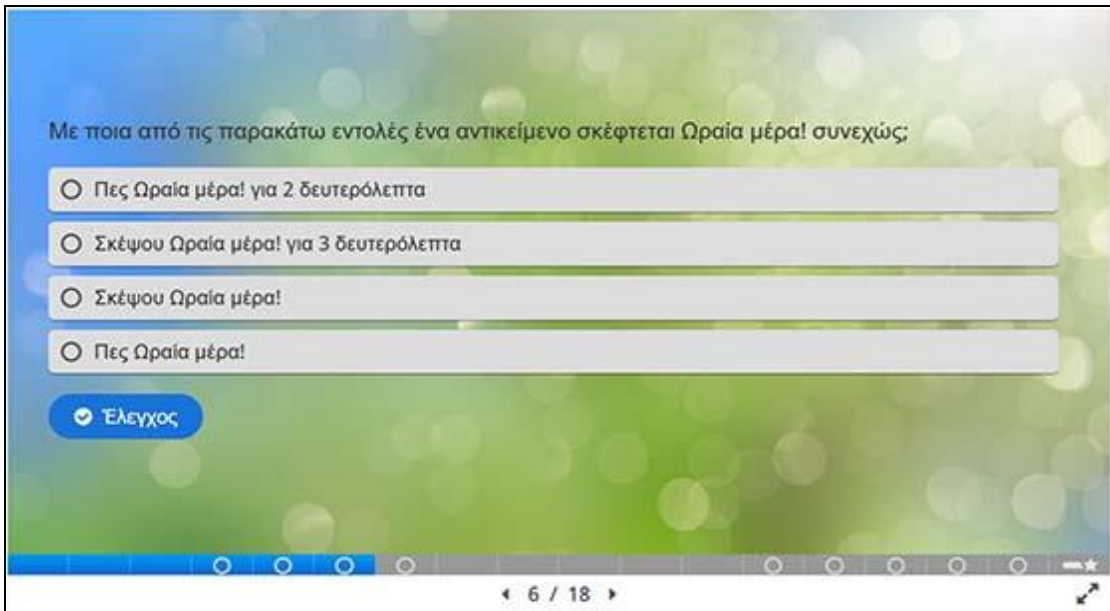 Με ποια από τις παρακάτω εντολές ένα αντικείμενο σκέφτεται Ωραία μέρα! συνεχώς;
Πες Ωραία μέρα! για 2 δευτερόλεπτα
Σκέψου Ωραία μέρα! για 3 δευτερόλεπτα
Σκέψου Ωραία μέρα!
Πες Ωραία μέρα!
Έλεγχος
6 / 18